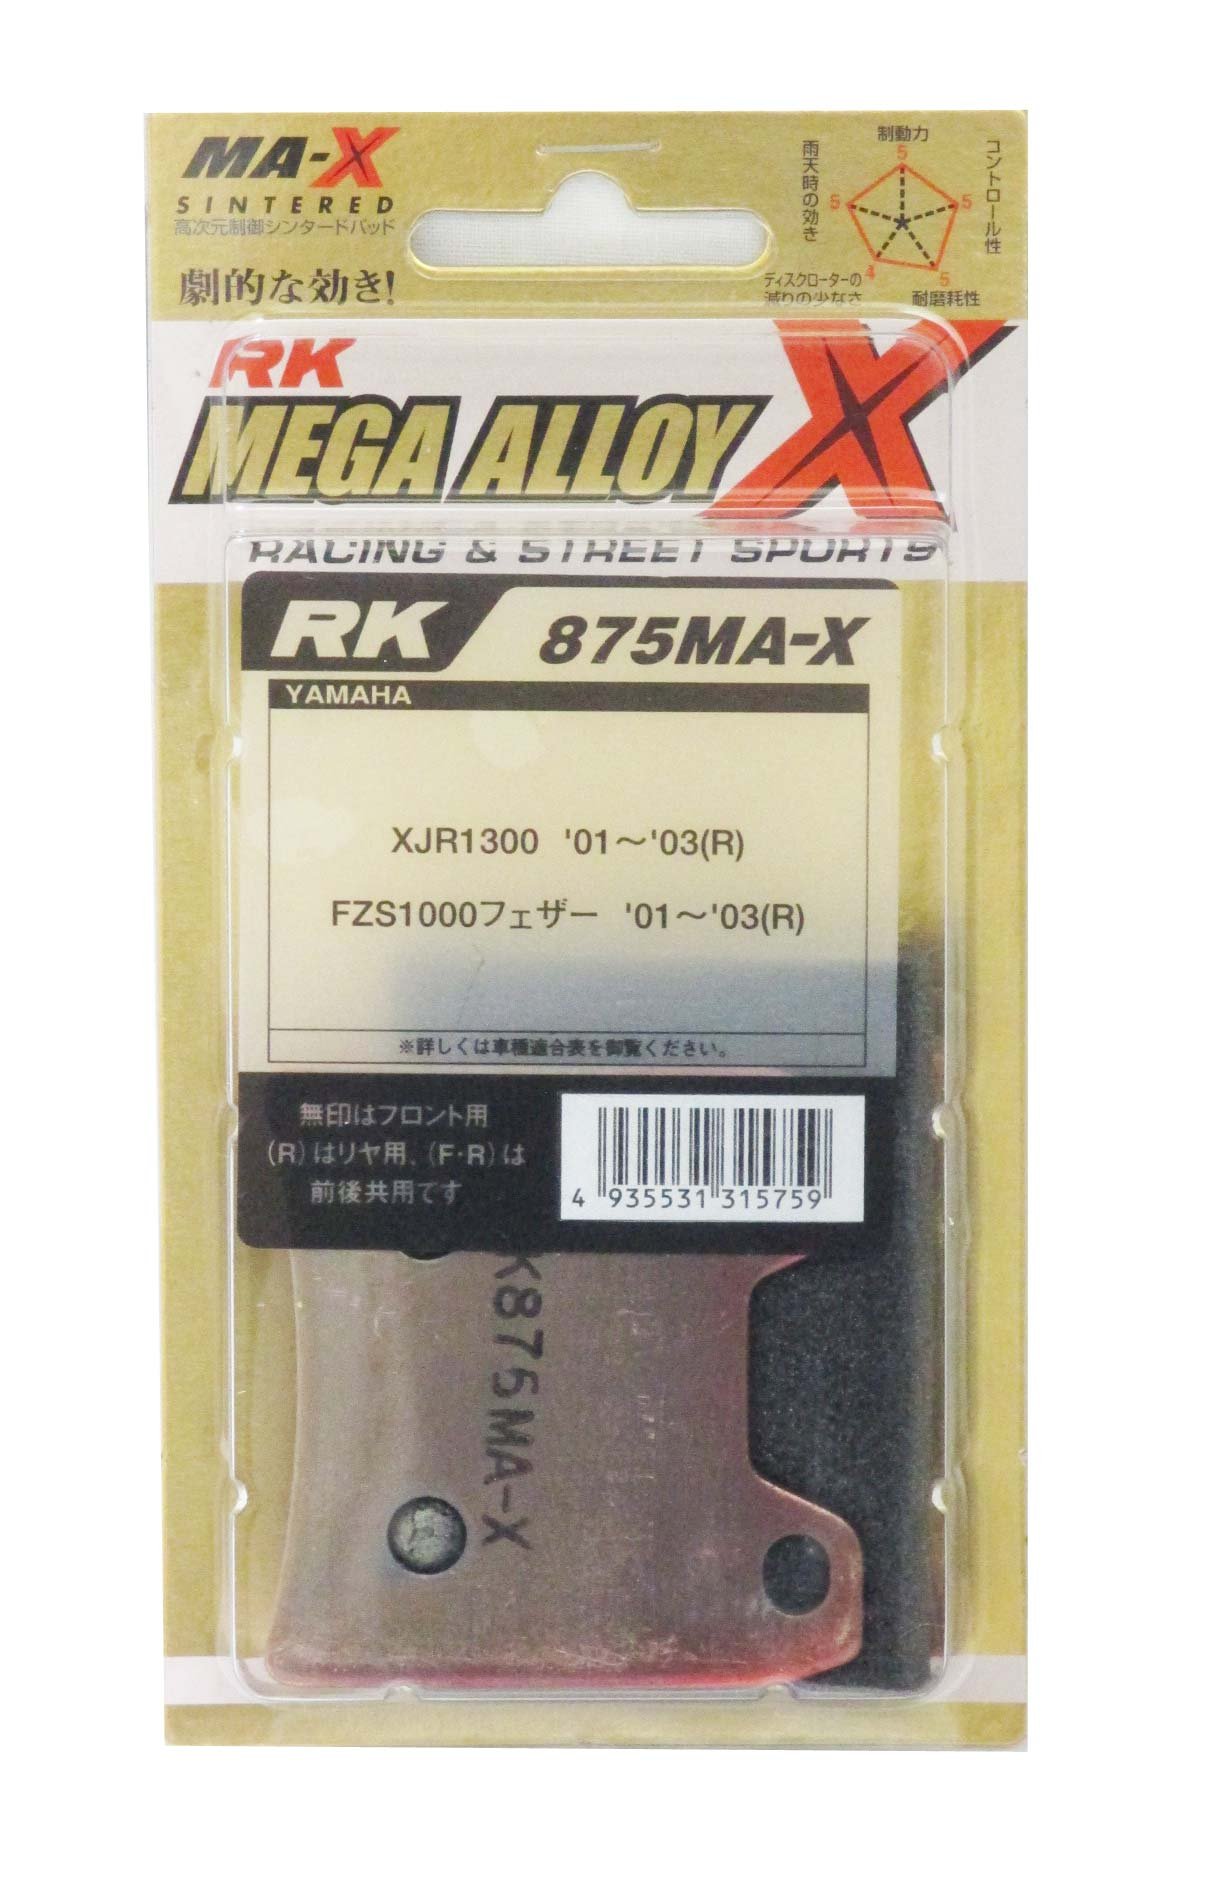 MA-X
SINTERED
高次元制御シンタードパッド
劇的な効き!
制動力
5
コントロール性
5
耐磨耗性
5
ディスクローターの
減りの少なさ
4
雨天時の効き
5
RK
MEGA ALLOY X
RACING & STREET SPORTS
RK 875MA-X
YAMAHA
XJR1300 '01〜'03(R)
FZS1000フェザー '01〜'03(R)
※詳しくは車種適合表を御覧ください。
無印はフロント用
(R)はリヤ用、(F・R)は
前後共用です
4 935531 315759
K875MA-X